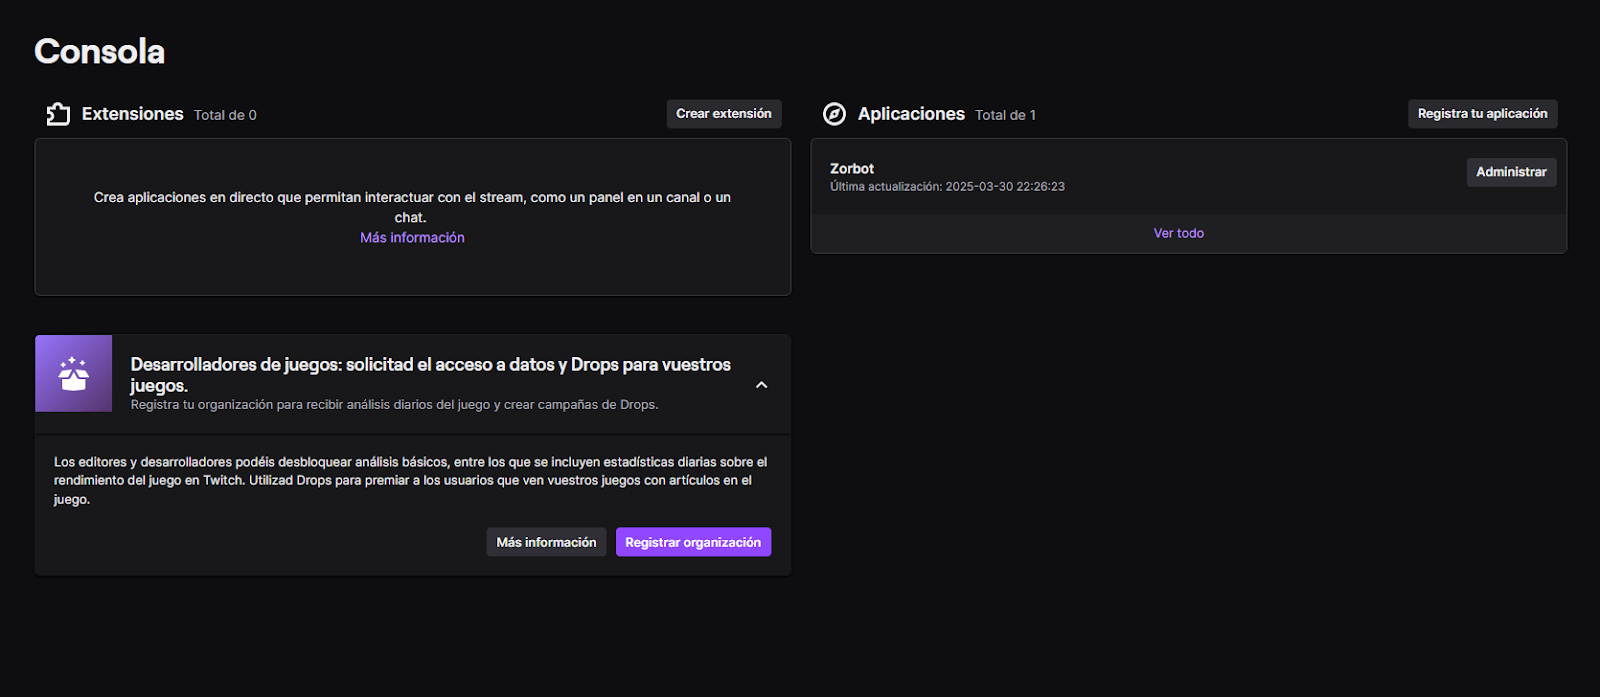 Consola
Extensiones Total de 0
Crear extensión
Crea aplicaciones en directo que permitan interactuar con el stream, como un panel en un canal o un
chat.
Más información
Aplicaciones Total de 1
Registra tu aplicación
Zorbot
Última actualización: 2025-03-30 22:26:23
Administrar
Ver todo
Desarrolladores de juegos: solicitad el acceso a datos y Drops para vuestros
juegos.
Registra tu organización para recibir análisis diarios del juego y crear campañas de Drops.
Los editores y desarrolladores podéis desbloquear análisis básicos, entre los que se incluyen estadísticas diarias sobre el
rendimiento del juego en Twitch. Utilizad Drops para premiar a los usuarios que ven vuestros juegos con artículos en el
juego.
Más información
Registrar organización